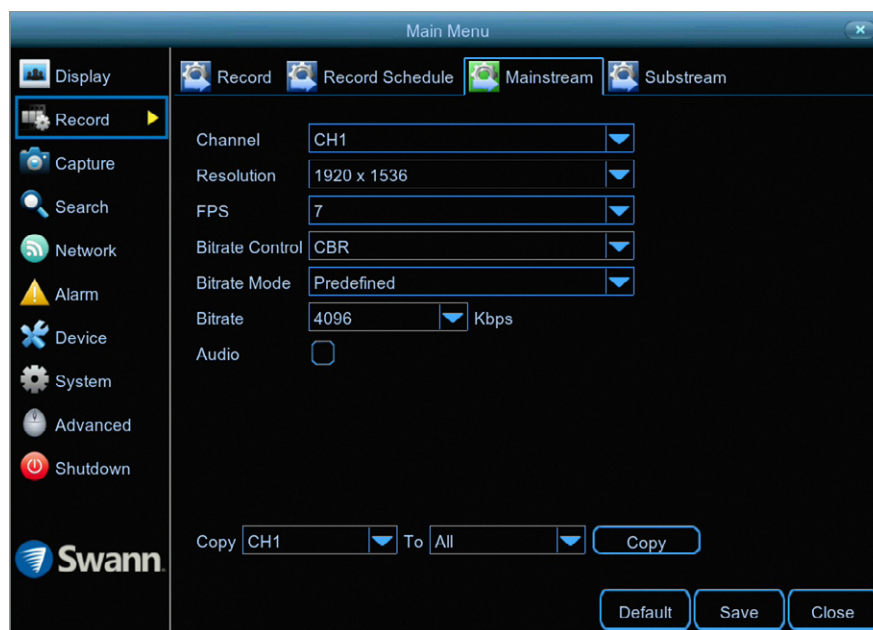 Main Menu
Display
Record
Capture
Search
Network
Alarm
Device
System
Advanced
Shutdown
Swann
Record Record Schedule Mainstream Substream
Channel CH1
Resolution 1920 x 1536
FPS 7
Bitrate Control CBR
Bitrate Mode Predefined
Bitrate 4096 Kbps
Audio
Copy CH1 To All Copy
Default Save Close